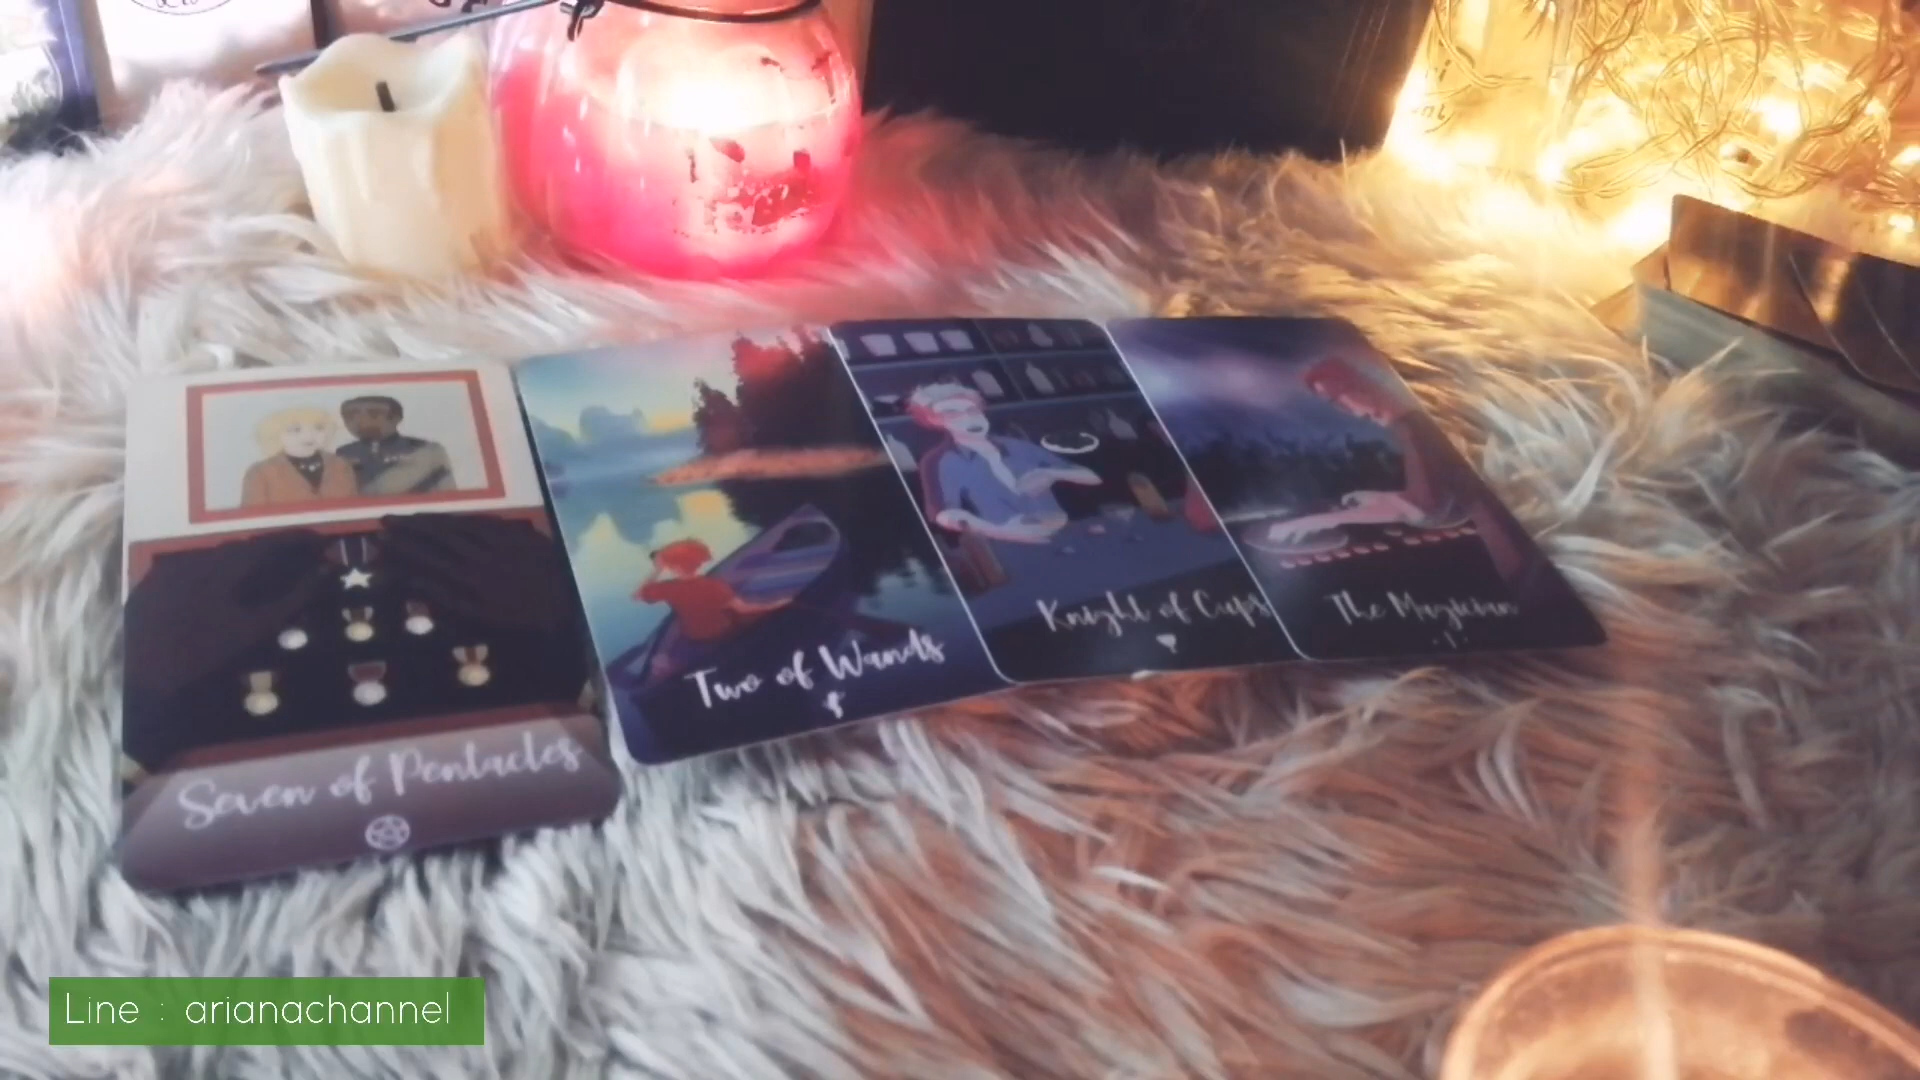 Seven of Pentacles
Two of Wands
Knight of Cups
The Magician
Line : arianachannel